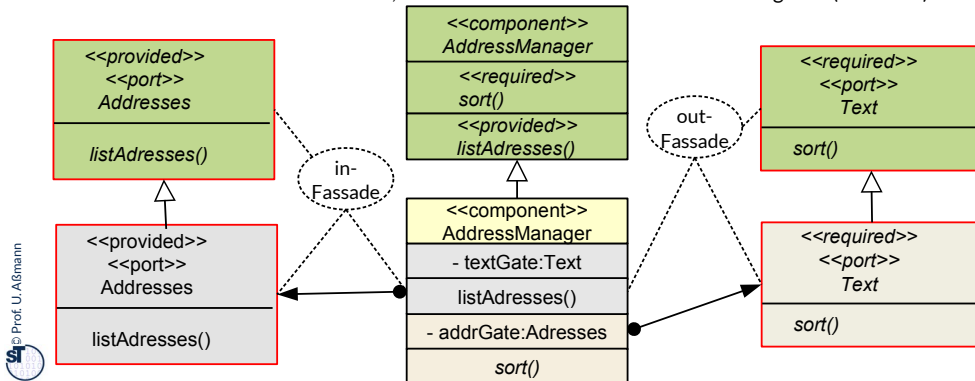 <<provided>>
<<port>>
Addresses
listAdresses()
<<provided>>
<<port>>
Addresses
listAdresses()
in-
Fassade
<<component>>
AddressManager
<<required>>
sort()
<<provided>>
listAdresses()
<<component>>
AddressManager
- textGate:Text
listAdresses()
- addrGate:Adresses
sort()
out-
Fassade
<<required>>
<<port>>
Text
sort()
<<required>>
<<port>>
Text
sort()
© Prof. U. Aßmann
ST